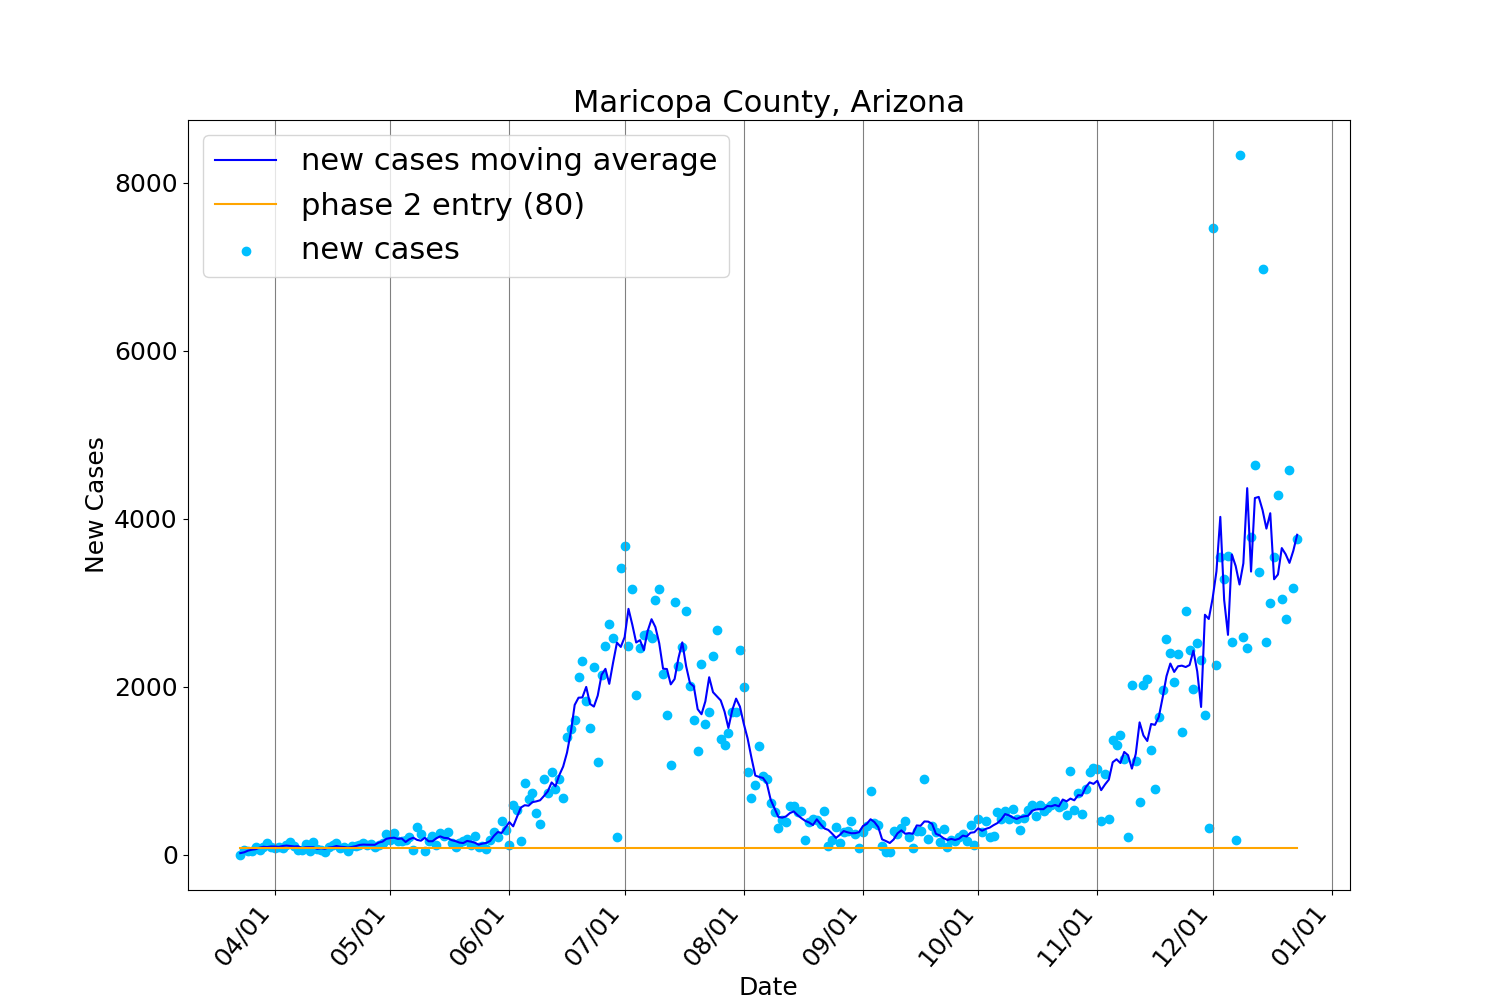 Maricopa County, Arizona
new cases moving average
phase 2 entry (80)
new cases
8000
6000
4000
2000
0
New Cases
04/01
05/01
06/01
07/01
08/01
09/01
10/01
11/01
12/01
01/01
Date